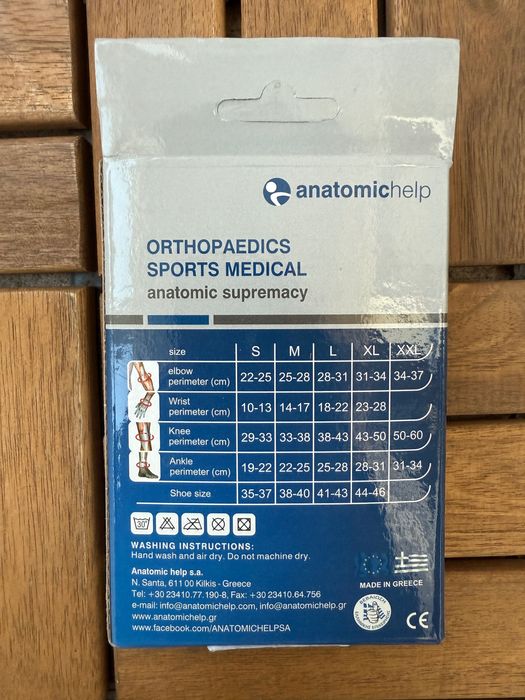 anatomichelp
ORTHOPAEDICS
SPORTS MEDICAL
anatomic supremacy
size S M L XL XXL
elbow
perimeter (cm) 22-25 25-28 28-31 31-34 34-37
Wrist
perimeter (cm) 10-13 14-17 18-22 23-28
Knee
perimeter (cm) 29-33 33-38 38-43 43-50 50-60
Ankle
perimeter (cm) 19-22 22-25 25-28 28-31 31-34
Shoe size 35-37 38-40 41-43 44-46
30°
WASHING INSTRUCTIONS:
Hand wash and air dry. Do not machine dry.
Anatomic help s.a.
N. Santa, 611 00 Kilkis - Greece
Tel: +30 23410.77.190-8, Fax: +30 23410.64.756
e-mail: info@anatomichelp.com, info@anatomichelp.gr
www.anatomichelp.gr
www.facebook.com/ANATOMICHELPSA
MADE IN GREECE
CE